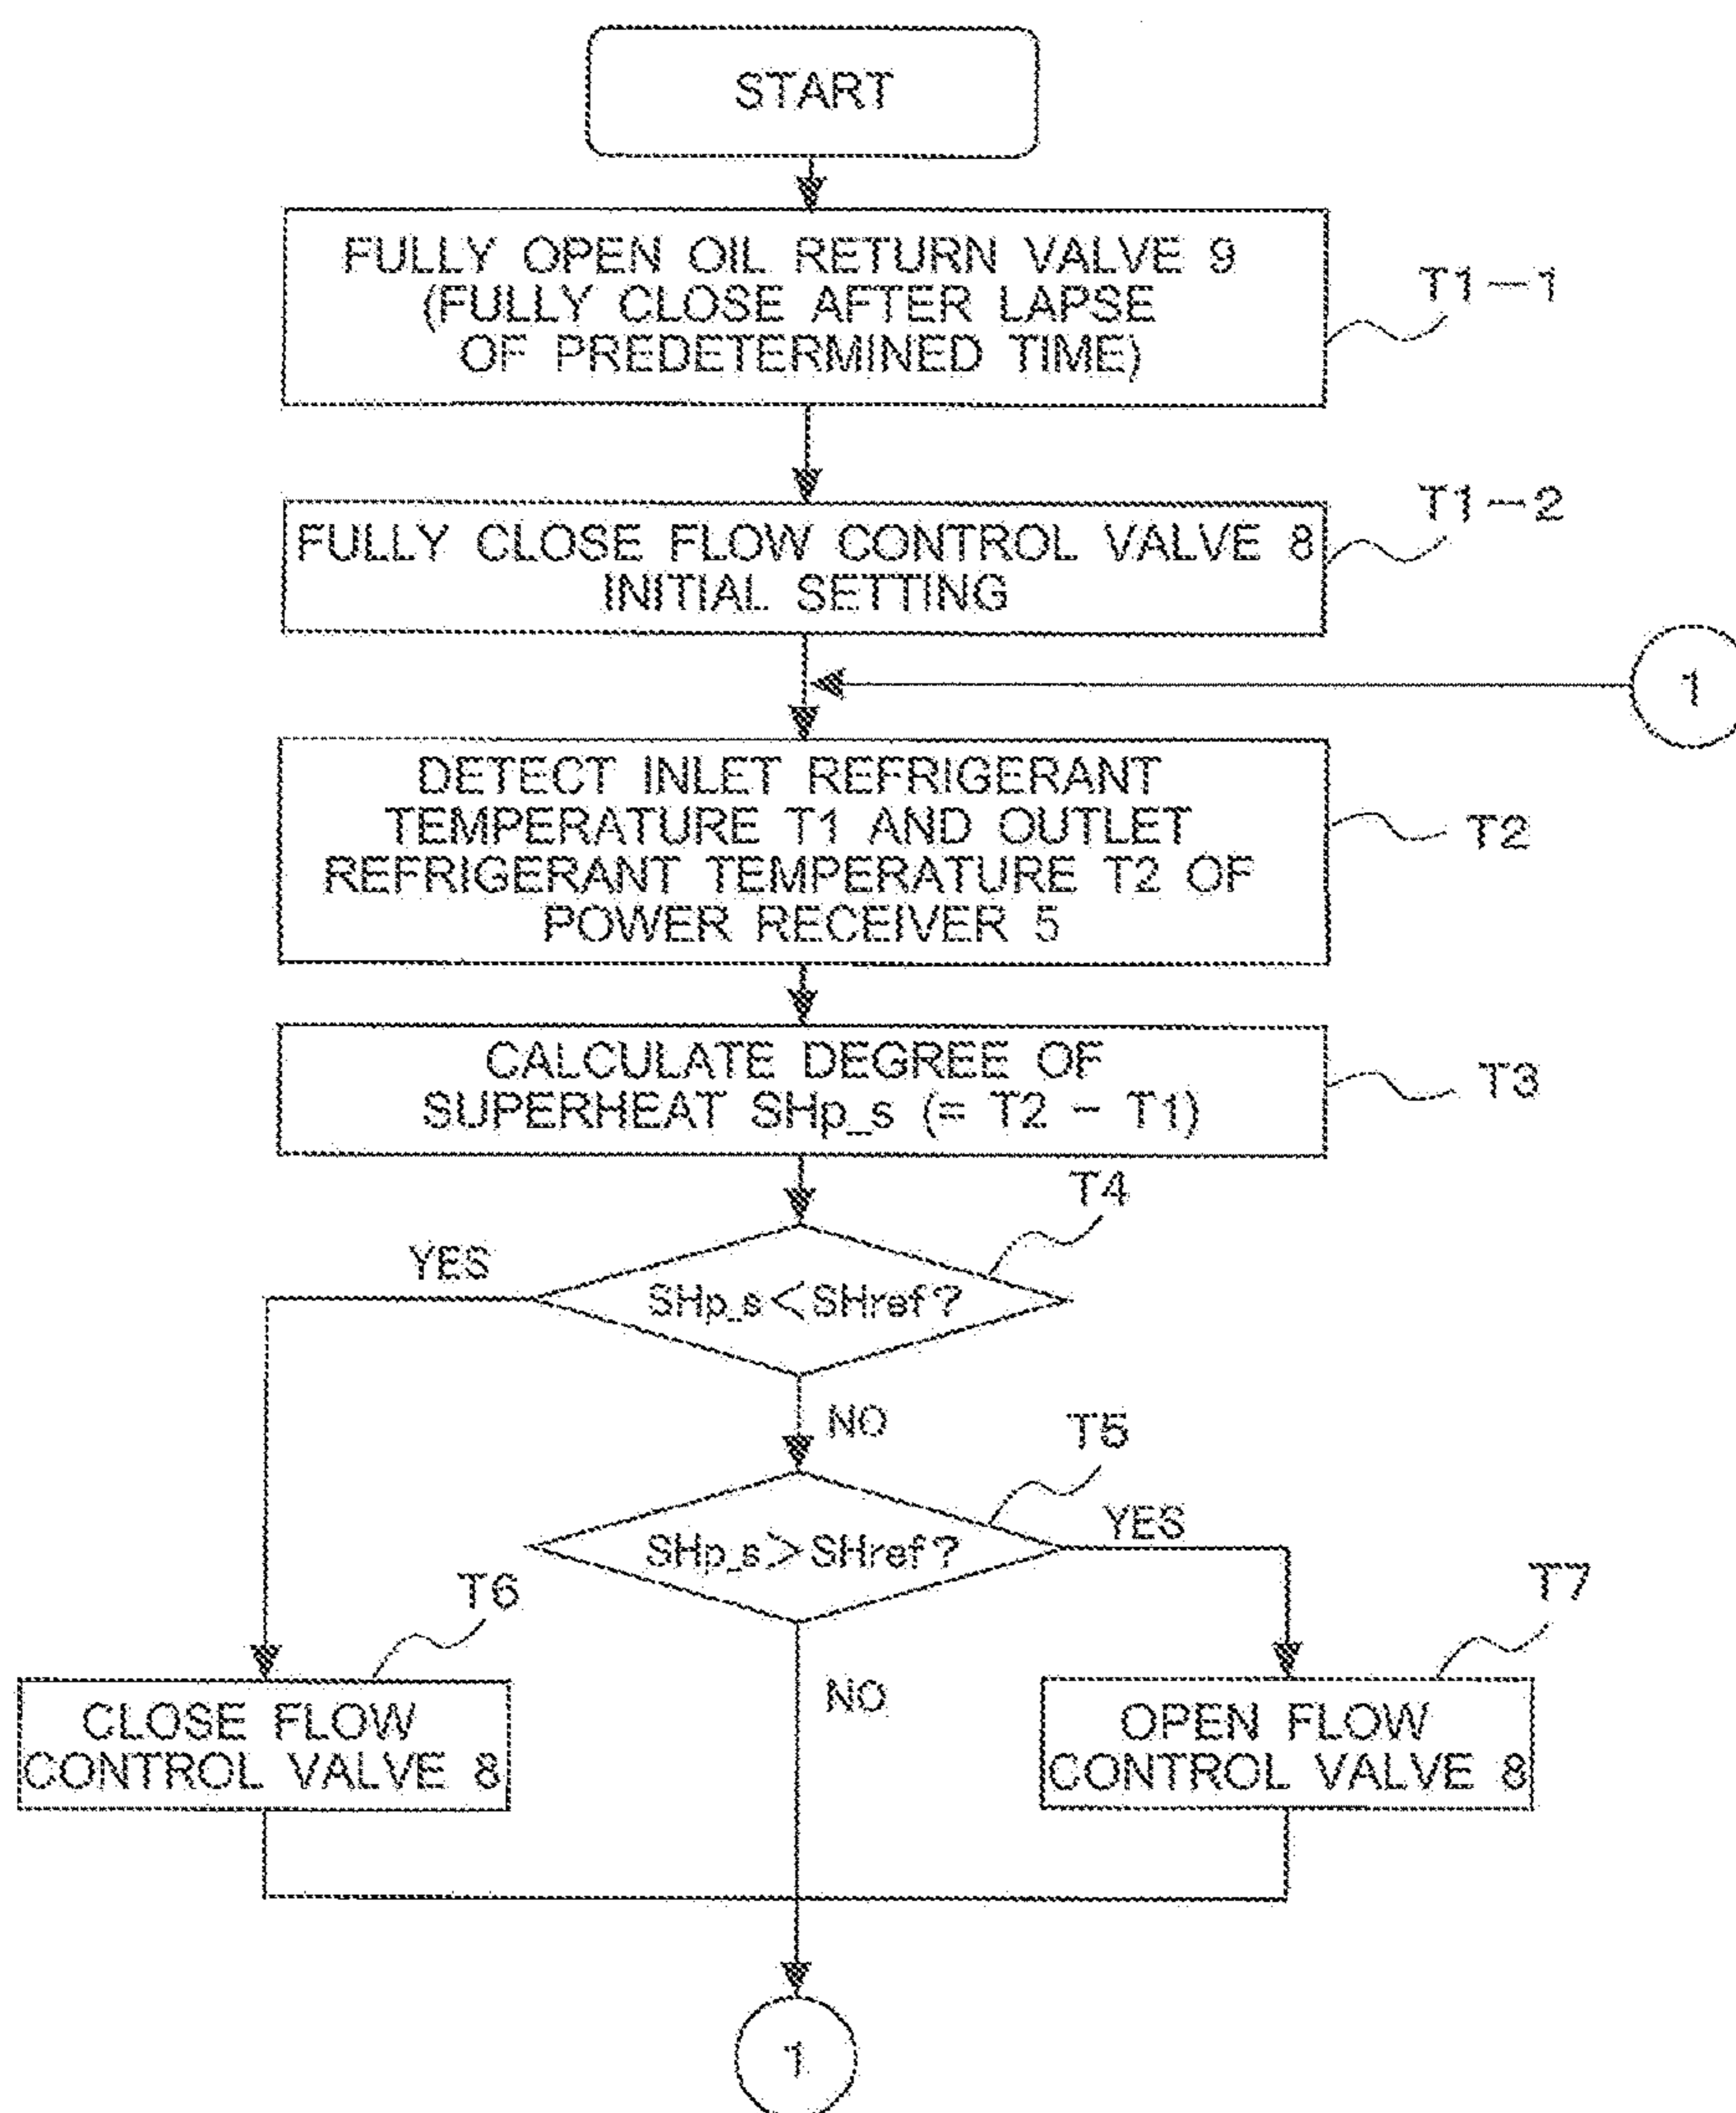 START
FULLY OPEN OIL RETURN VALVE 9
(FULLY CLOSE AFTER LAPSE
OF PREDETERMINED TIME)
T1-1
FULLY CLOSE FLOW CONTROL VALVE 8
INITIAL SETTING
T1-2
1
DETECT INLET REFRIGERANT
TEMPERATURE T1 AND OUTLET
REFRIGERANT TEMPERATURE T2 OF
POWER RECEIVER 5
T2
CALCULATE DEGREE OF
SUPERHEAT SHp_s (= T2 - T1)
T3
T4
YES
SHp_s<SHref?
NO
T5
SHp_s>SHref?
YES
T6
T7
CLOSE FLOW
CONTROL VALVE 8
NO
OPEN FLOW
CONTROL VALVE 8
1